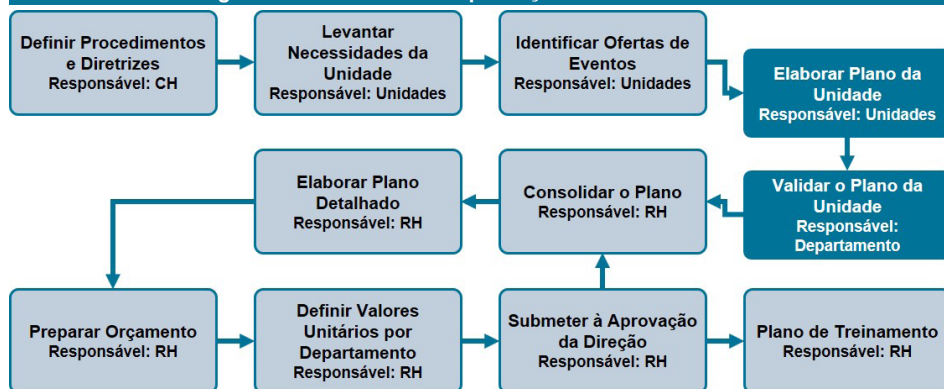 Definir Procedimentos
e Diretrizes
Responsável: CH
Levantar
Necessidades da
Unidade
Responsável: Unidades
Identificar Ofertas de
Eventos
Responsável: Unidades
Elaborar Plano da
Unidade
Responsável: Unidades
Validar o Plano da
Unidade
Responsável:
Departamento
Consolidar o Plano
Responsável: RH
Elaborar Plano
Detalhado
Responsável: RH
Preparar Orçamento
Responsável: RH
Definir Valores
Unitários por
Departamento
Responsável: RH
Submeter à Aprovação
da Direção
Responsável: RH
Plano de Treinamento
Responsável: RH